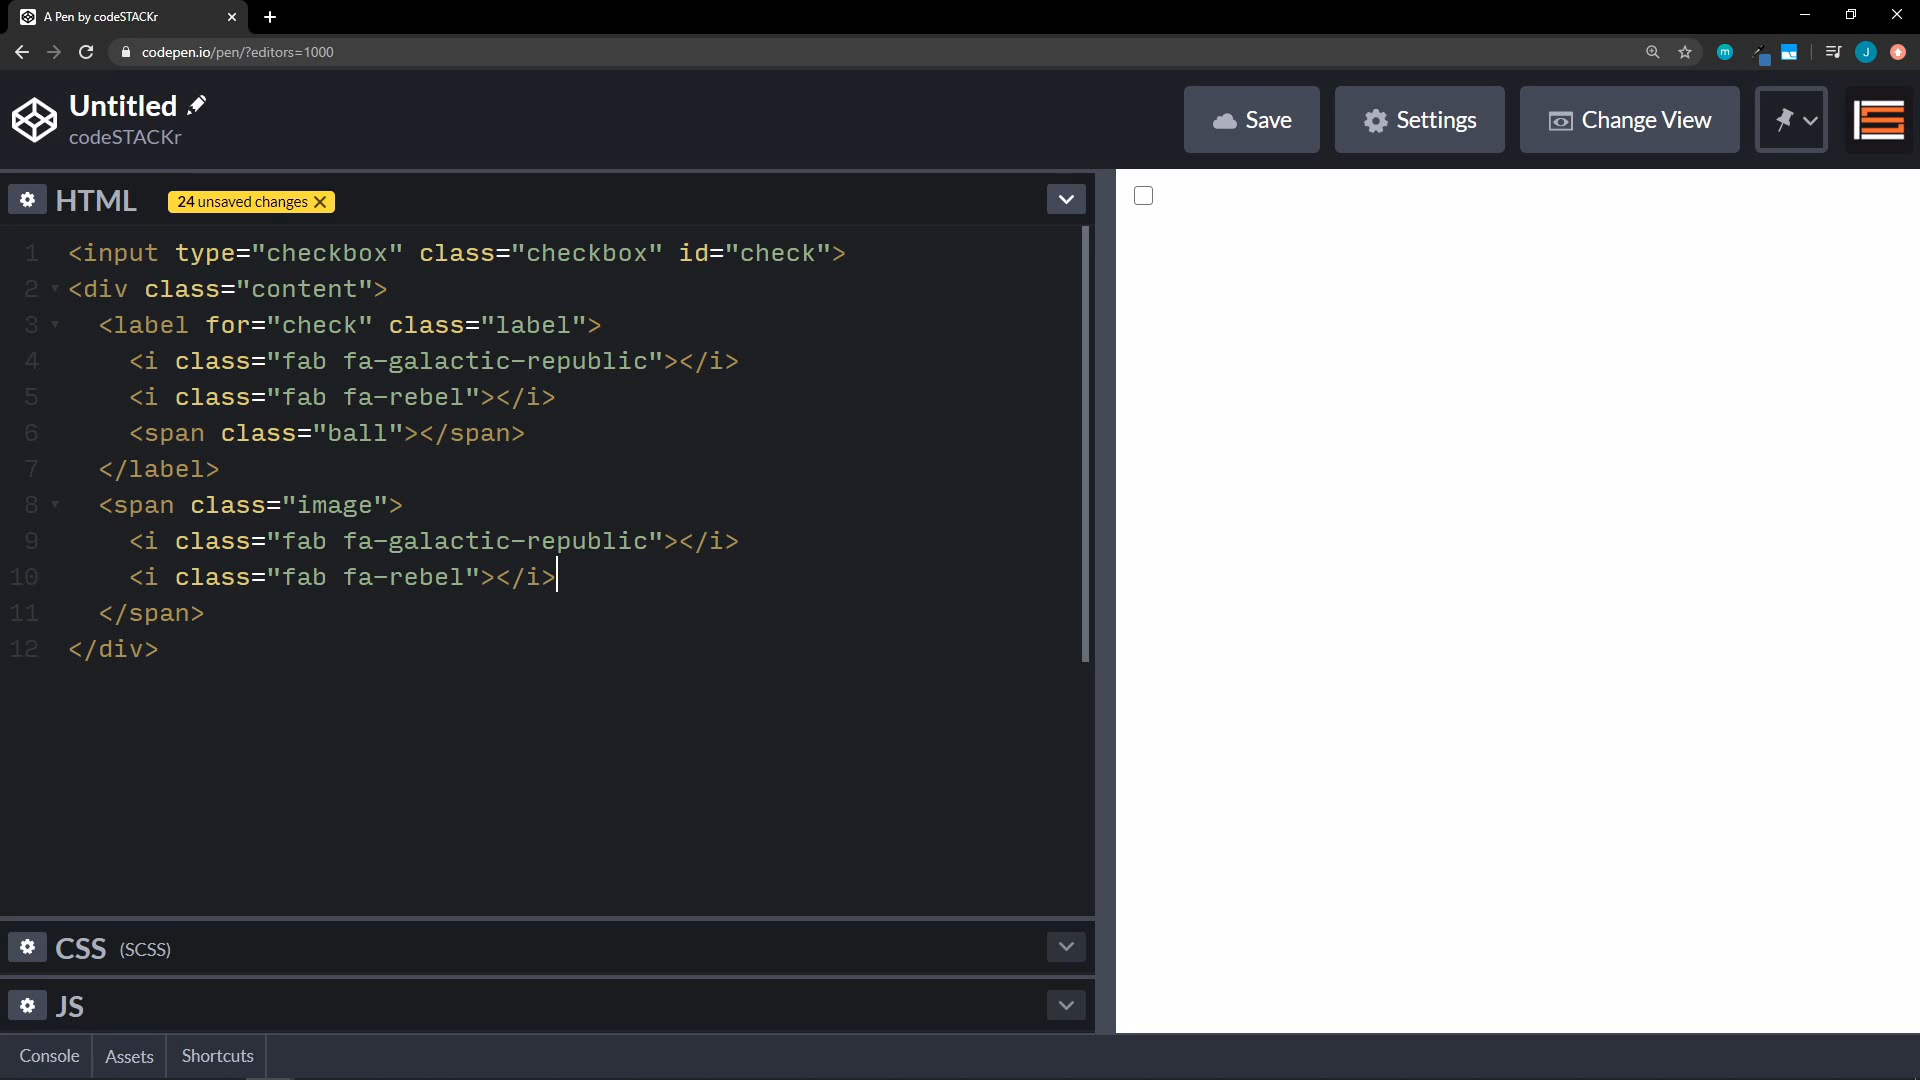 A Pen by codeSTACKr
codepen.io/pen/?editors=1000
m
J
Untitled
codeSTACKr
Save
Settings
Change View
HTML
24 unsaved changes
1 <input type="checkbox" class="checkbox" id="check">
2 <div class="content">
3 <label for="check" class="label">
4 <i class="fab fa-galactic-republic"></i>
5 <i class="fab fa-rebel"></i>
6 <span class="ball"></span>
7 </label>
8 <span class="image">
9 <i class="fab fa-galactic-republic"></i>
10 <i class="fab fa-rebel"></i>
11 </span>
12 </div>
CSS (SCSS)
JS
Console Assets Shortcuts